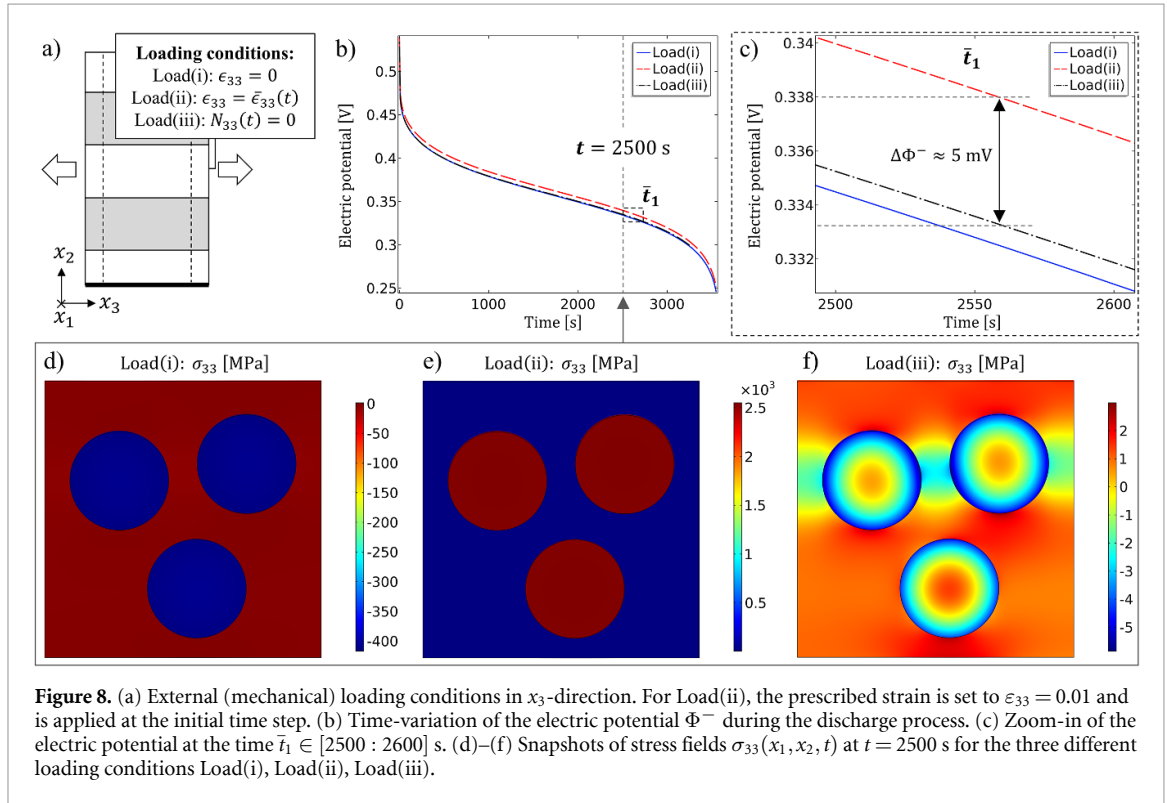 a)
Loading conditions:
Load(i): ϵ₃₃ = 0
Load(ii): ϵ₃₃ = ϵ̄₃₃(t)
Load(iii): N₃₃(t) = 0
x₂
x₃
x₁
b)
Electric potential [V]
0.5
0.45
0.4
0.35
0.3
0.25
Load(i)
Load(ii)
Load(iii)
t = 2500 s
t̄₁
0
1000
2000
3000
Time [s]
c)
Electric potential [V]
0.34
0.338
0.336
0.334
0.332
t̄₁
Load(i)
Load(ii)
Load(iii)
ΔΦ⁻ ≈ 5 mV
2500
2550
2600
Time [s]
d)
Load(i): σ₃₃ [MPa]
0
-50
-100
-150
-200
-250
-300
-350
-400
e)
Load(ii): σ₃₃ [MPa]
×10³
2.5
2
1.5
1
0.5
f)
Load(iii): σ₃₃ [MPa]
2
1
0
-1
-2
-3
-4
-5
Figure 8. (a) External (mechanical) loading conditions in x₃-direction. For Load(ii), the prescribed strain is set to ε₃₃ = 0.01 and
is applied at the initial time step. (b) Time-variation of the electric potential Φ⁻ during the discharge process. (c) Zoom-in of the
electric potential at the time t̄₁ ∈ [2500 : 2600] s. (d)–(f) Snapshots of stress fields σ₃₃(x₁,x₂,t) at t = 2500 s for the three different
loading conditions Load(i), Load(ii), Load(iii).